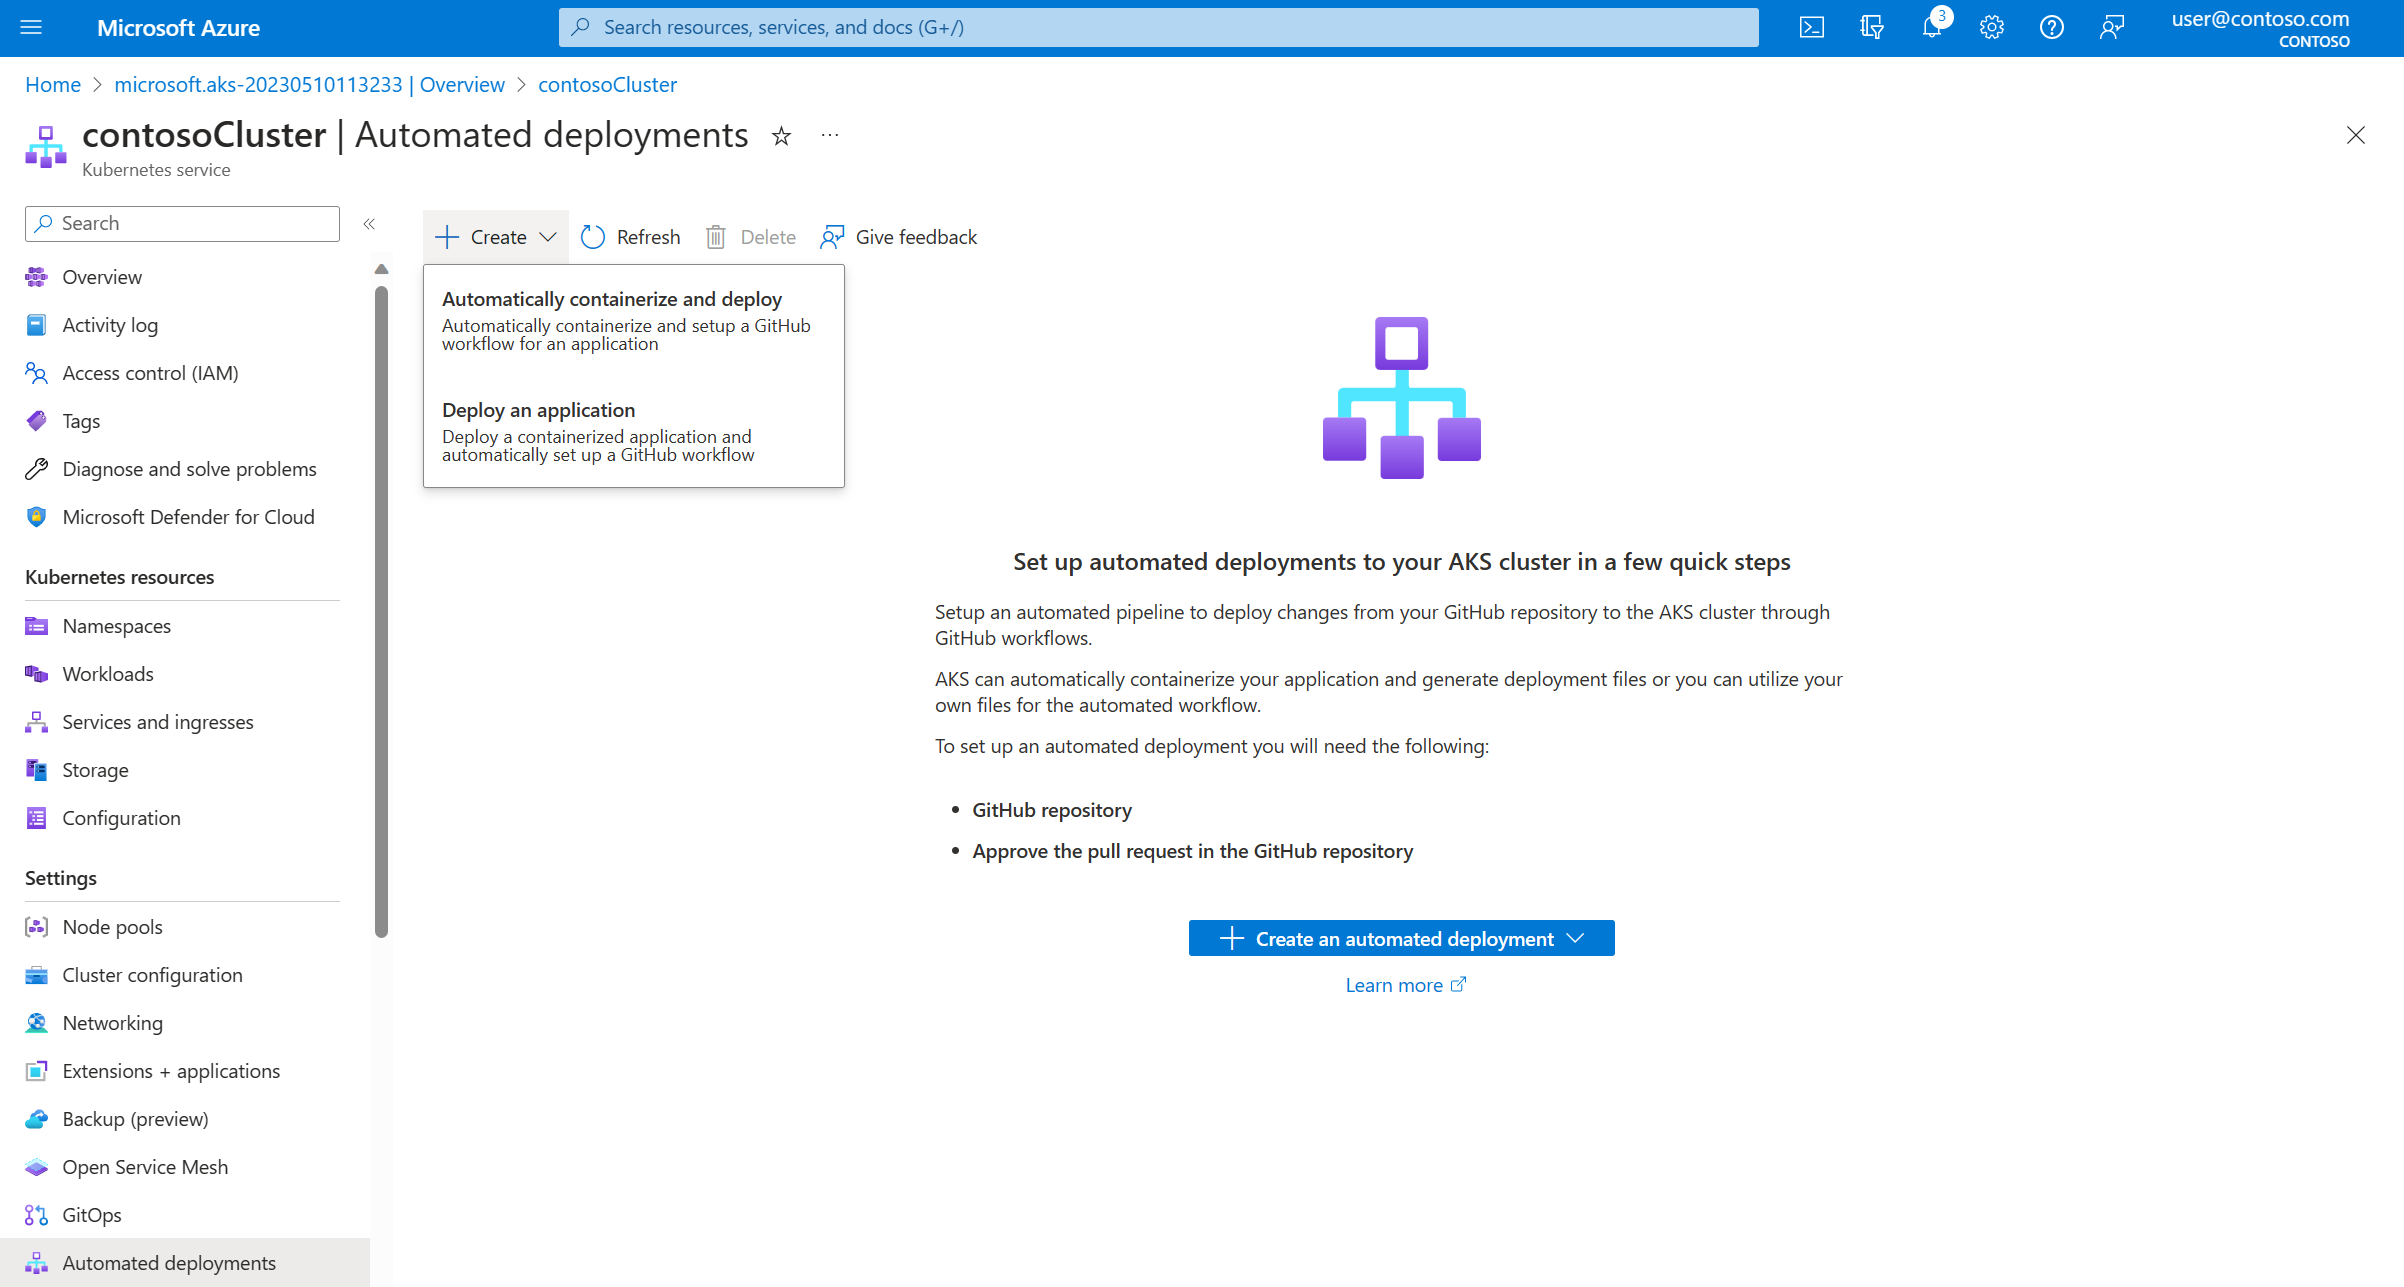 Microsoft Azure
Search resources, services, and docs (G+/)
3
user@contoso.com
CONTOSO
Home > microsoft.aks-20230510113233 | Overview > contosoCluster
contosoCluster | Automated deployments
Kubernetes service
Search
Overview
Activity log
Access control (IAM)
Tags
Diagnose and solve problems
Microsoft Defender for Cloud
Kubernetes resources
Namespaces
Workloads
Services and ingresses
Storage
Configuration
Settings
Node pools
Cluster configuration
Networking
Extensions + applications
Backup (preview)
Open Service Mesh
GitOps
Automated deployments
Create
Refresh
Delete
Give feedback
Automatically containerize and deploy
Automatically containerize and setup a GitHub
workflow for an application
Deploy an application
Deploy a containerized application and
automatically set up a GitHub workflow
Set up automated deployments to your AKS cluster in a few quick steps
Setup an automated pipeline to deploy changes from your GitHub repository to the AKS cluster through
GitHub workflows.
AKS can automatically containerize your application and generate deployment files or you can utilize your
own files for the automated workflow.
To set up an automated deployment you will need the following:
• GitHub repository
• Approve the pull request in the GitHub repository
Create an automated deployment
Learn more